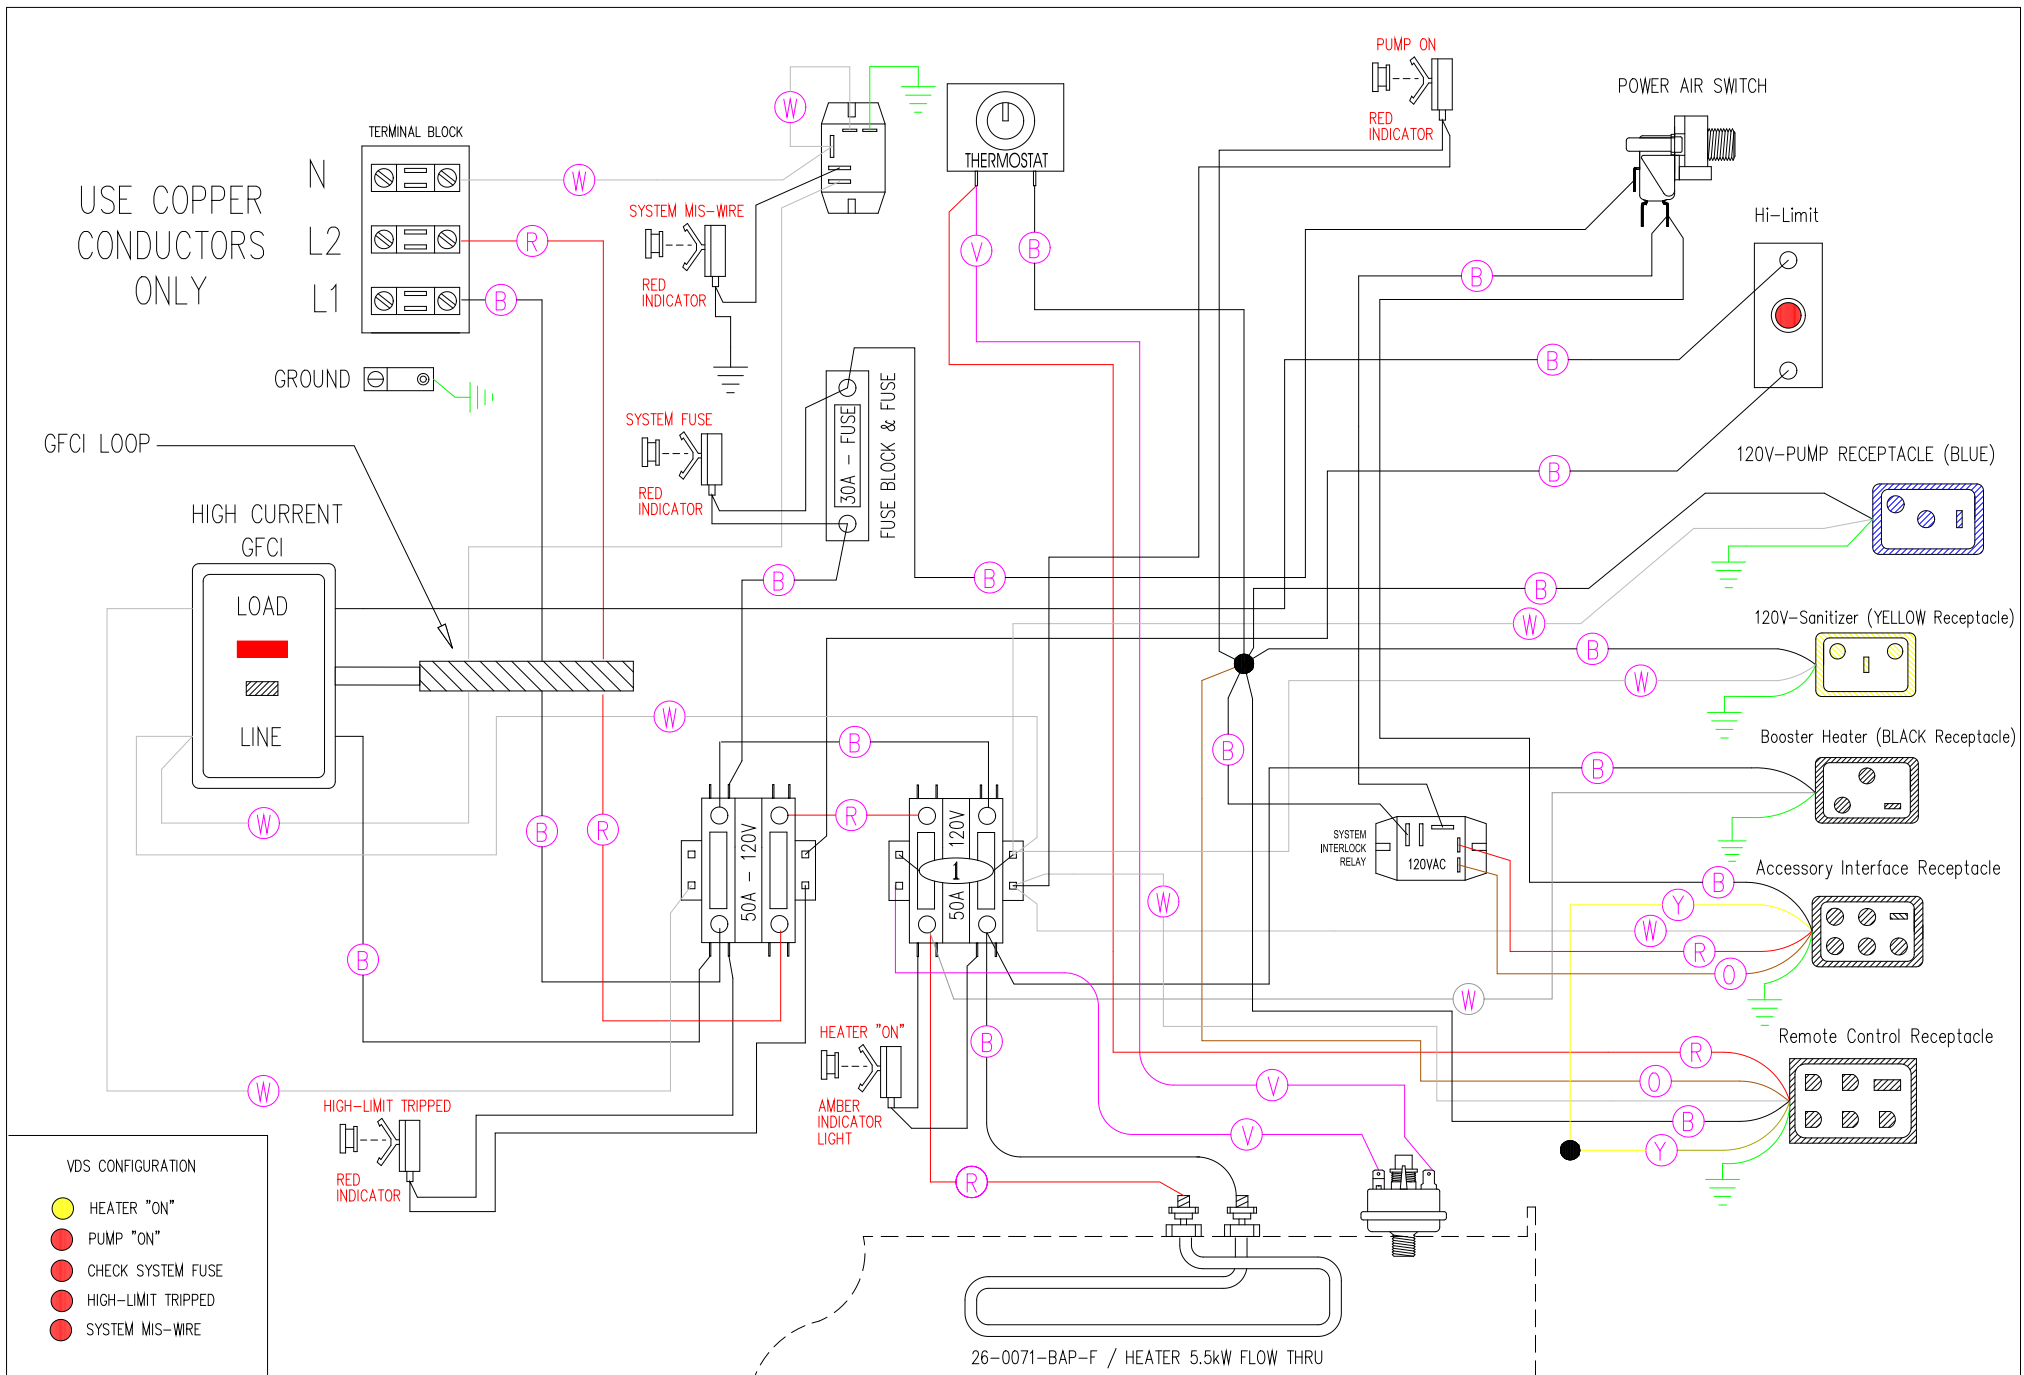 PUMP ON
RED
INDICATOR
POWER AIR SWITCH
TERMINAL BLOCK
W
THERMOSTAT
N
W
USE COPPER
CONDUCTORS
ONLY
L2
R
L1
B
SYSTEM MIS-WIRE
RED
INDICATOR
V
B
B
Hi-Limit
GROUND
B
SYSTEM FUSE
RED
INDICATOR
30A - FUSE
FUSE BLOCK & FUSE
GFCI LOOP
B
120V-PUMP RECEPTACLE (BLUE)
HIGH CURRENT
GFCI
LOAD
LINE
B
B
B
W
120V-Sanitizer (YELLOW Receptacle)
B
W
W
B
B
Booster Heater (BLACK Receptacle)
B
W
B
R
R
50A - 120V
50A
120V
1
SYSTEM
INTERLOCK
RELAY
120VAC
Accessory Interface Receptacle
B
Y
W
W
R
O
B
W
B
HEATER "ON"
AMBER
INDICATOR
LIGHT
Remote Control Receptacle
R
O
B
Y
V
V
W
HIGH-LIMIT TRIPPED
RED
INDICATOR
R
VDS CONFIGURATION
HEATER "ON"
PUMP "ON"
CHECK SYSTEM FUSE
HIGH-LIMIT TRIPPED
SYSTEM MIS-WIRE
26-0071-BAP-F / HEATER 5.5kW FLOW THRU